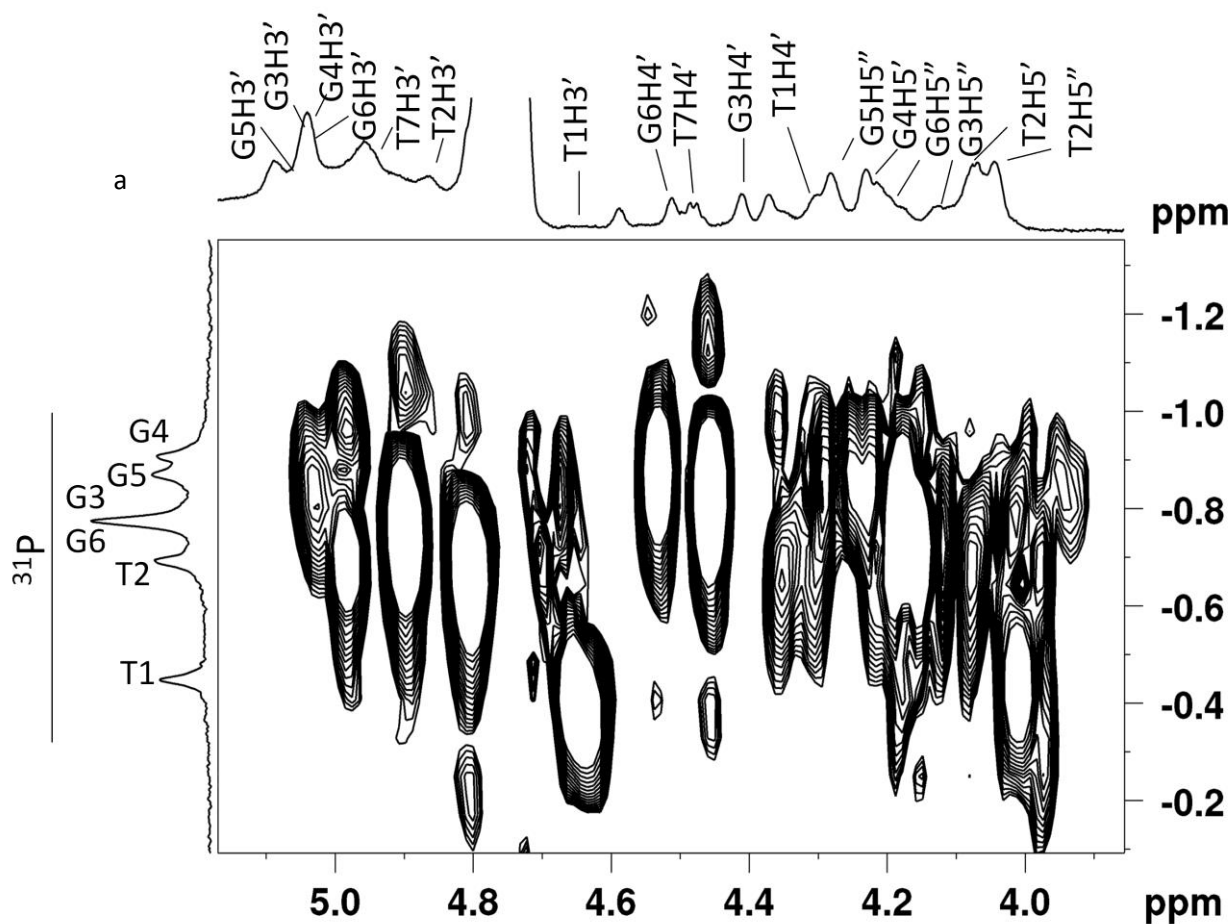 G5H3’
G3H3’
G4H3’
G6H3’
T7H3’
T2H3’
T1H3’
G6H4’
T7H4’
G3H4’
T1H4’
G5H5’’
G4H5’
G6H5’’
G3H5’’
T2H5’
T2H5’’
a
ppm
-1.2
-1.0
-0.8
-0.6
-0.4
-0.2
G4
G5
G3
G6
T2
T1
31P
5.0 4.8 4.6 4.4 4.2 4.0 ppm